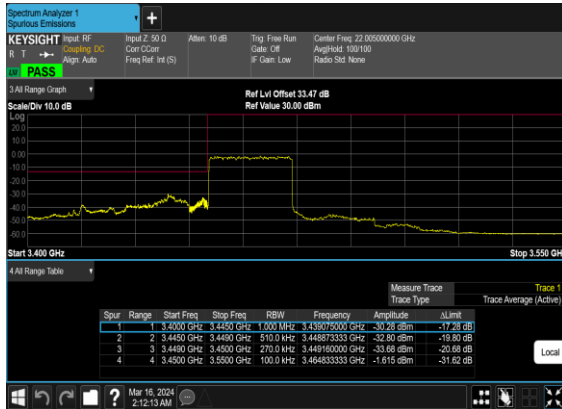 Spectrum Analyzer 1
Spurious Emissions
+
KEYSIGHT
R T
LXI
PASS
Input: RF
Coupling: DC
Align: Auto
Input Z: 50 Ω
Corr CCorr
Freq Ref: Int (S)
Atten: 10 dB
Trig: Free Run
Gate: Off
IF Gain: Low
Center Freq: 22.005000000 GHz
Avg|Hold: 100/100
Radio Std: None
3 All Range Graph
Scale/Div 10.0 dB
Ref Lvl Offset 33.47 dB
Ref Value 30.00 dBm
Log
20.0
10.0
0.00
-10.0
-20.0
-30.0
-40.0
-50.0
-60.0
Start 3.400 GHz
Stop 3.550 GHz
4 All Range Table
Measure Trace Trace 1
Trace Type Trace Average (Active)
Spur Range Start Freq Stop Freq RBW Frequency Amplitude ΔLimit
1 1 3.4000 GHz 3.4450 GHz 1.000 MHz 3.439075000 GHz -30.28 dBm -17.28 dB
2 2 3.4450 GHz 3.4490 GHz 510.0 kHz 3.448873333 GHz -32.80 dBm -19.80 dB
3 3 3.4490 GHz 3.4500 GHz 270.0 kHz 3.449160000 GHz -33.68 dBm -20.68 dB
4 4 3.4500 GHz 3.5500 GHz 100.0 kHz 3.464833333 GHz -1.615 dBm -31.62 dB
Local
?
Mar 16, 2024
2:12:13 AM